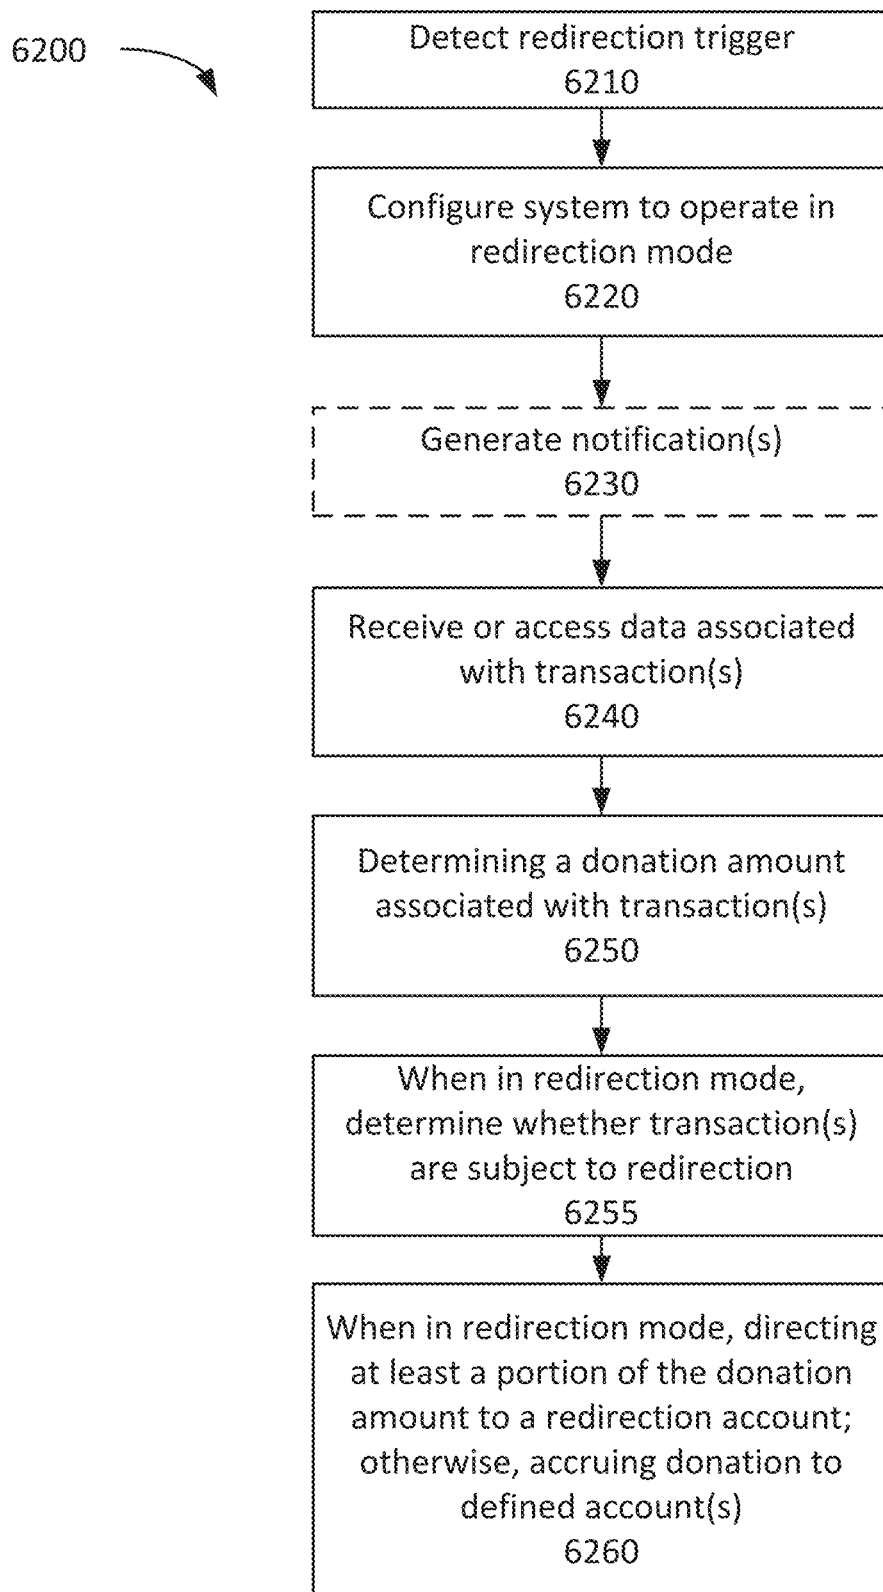 6200
Detect redirection trigger
6210
Configure system to operate in
redirection mode
6220
Generate notification(s)
6230
Receive or access data associated
with transaction(s)
6240
Determining a donation amount
associated with transaction(s)
6250
When in redirection mode,
determine whether transaction(s)
are subject to redirection
6255
When in redirection mode, directing
at least a portion of the donation
amount to a redirection account;
otherwise, accruing donation to
defined account(s)
6260